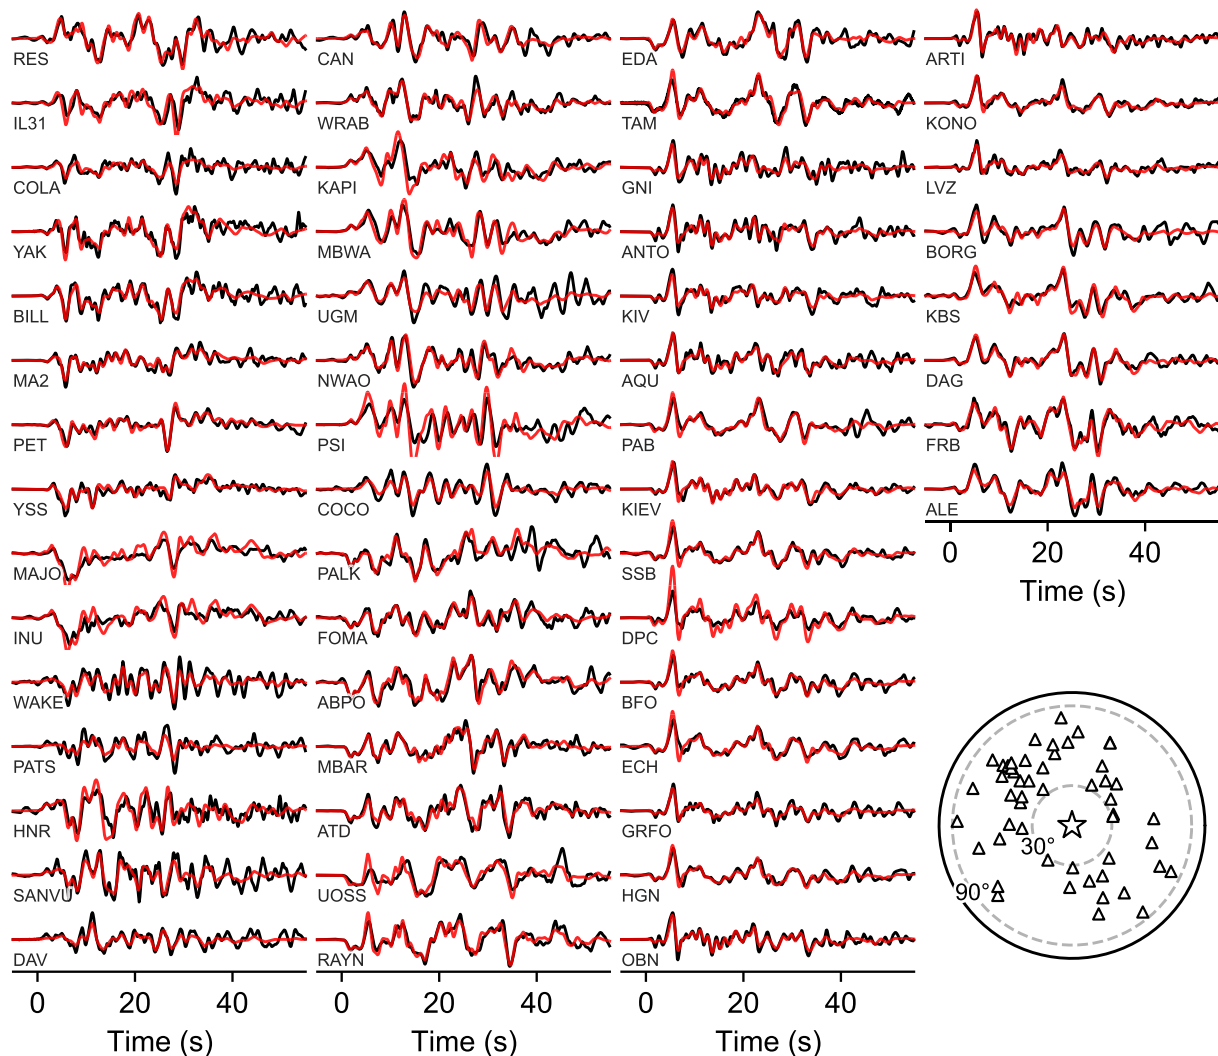 RES
IL31
COLA
YAK
BILL
MA2
PET
YSS
MAJO
INU
WAKE
PATS
HNR
SANVU
DAV
0 20 40
Time (s)
CAN
WRAB
KAPI
MBWA
UGM
NWAO
PSI
COCO
PALK
FOMA
ABPO
MBAR
ATD
UOSS
RAYN
0 20 40
Time (s)
EDA
TAM
GNI
ANTO
KIV
AQU
PAB
KIEV
SSB
DPC
BFO
ECH
GRFO
HGN
OBN
0 20 40
Time (s)
ARTI
KONO
LVZ
BORG
KBS
DAG
FRB
ALE
0 20 40
Time (s)
30°
90°